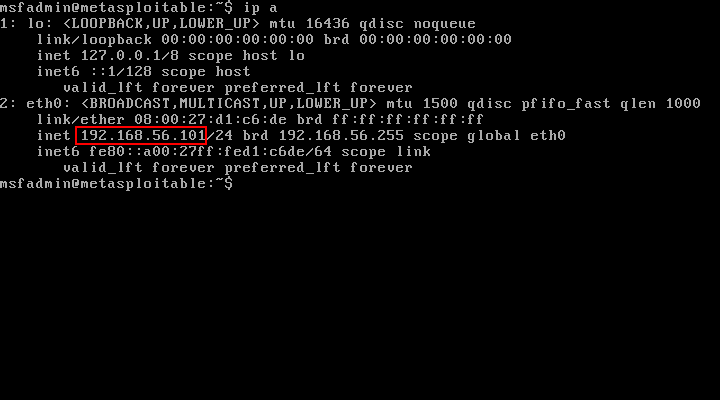 msfadmin@metasploitable:~$ ip a
1: lo: <LOOPBACK,UP,LOWER_UP> mtu 16436 qdisc noqueue
    link/loopback 00:00:00:00:00:00 brd 00:00:00:00:00:00
    inet 127.0.0.1/8 scope host lo
    inet6 ::1/128 scope host
       valid_lft forever preferred_lft forever
2: eth0: <BROADCAST,MULTICAST,UP,LOWER_UP> mtu 1500 qdisc pfifo_fast qlen 1000
    link/ether 08:00:27:d1:c6:de brd ff:ff:ff:ff:ff:ff
    inet 192.168.56.101/24 brd 192.168.56.255 scope global eth0
    inet6 fe80::a00:27ff:fed1:c6de/64 scope link
       valid_lft forever preferred_lft forever
msfadmin@metasploitable:~$